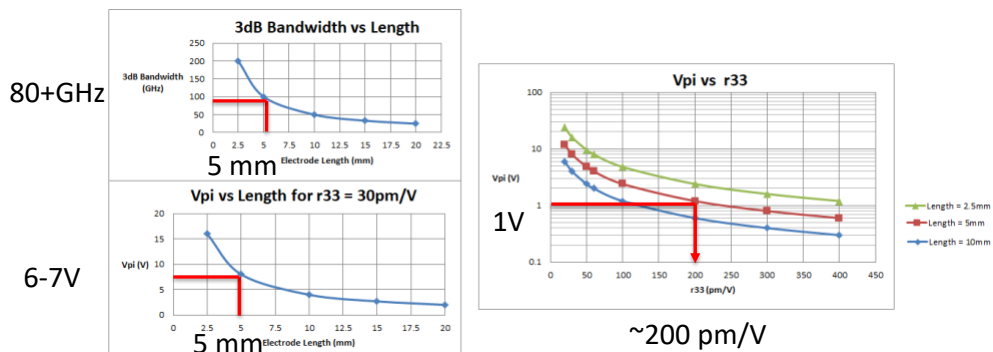 80+GHz
3dB Bandwidth vs Length
3dB Bandwidth
(GHz)
250
200
150
100
50
0
0 2.5 5 7.5 10 12.5 15 17.5 20 22.5
Electrode Length (mm)
5 mm
6-7V
Vpi vs Length for r33 = 30pm/V
Vpi (V)
20
15
10
5
0
0 2.5 5 7.5 10 12.5 15 17.5 20
Electrode Length (mm)
5 mm
1V
Vpi vs r33
Vpi (V)
100
10
1
0.1
0 50 100 150 200 250 300 350 400 450
r33 (pm/V)
Length = 2.5mm
Length = 5mm
Length = 10mm
~200 pm/V